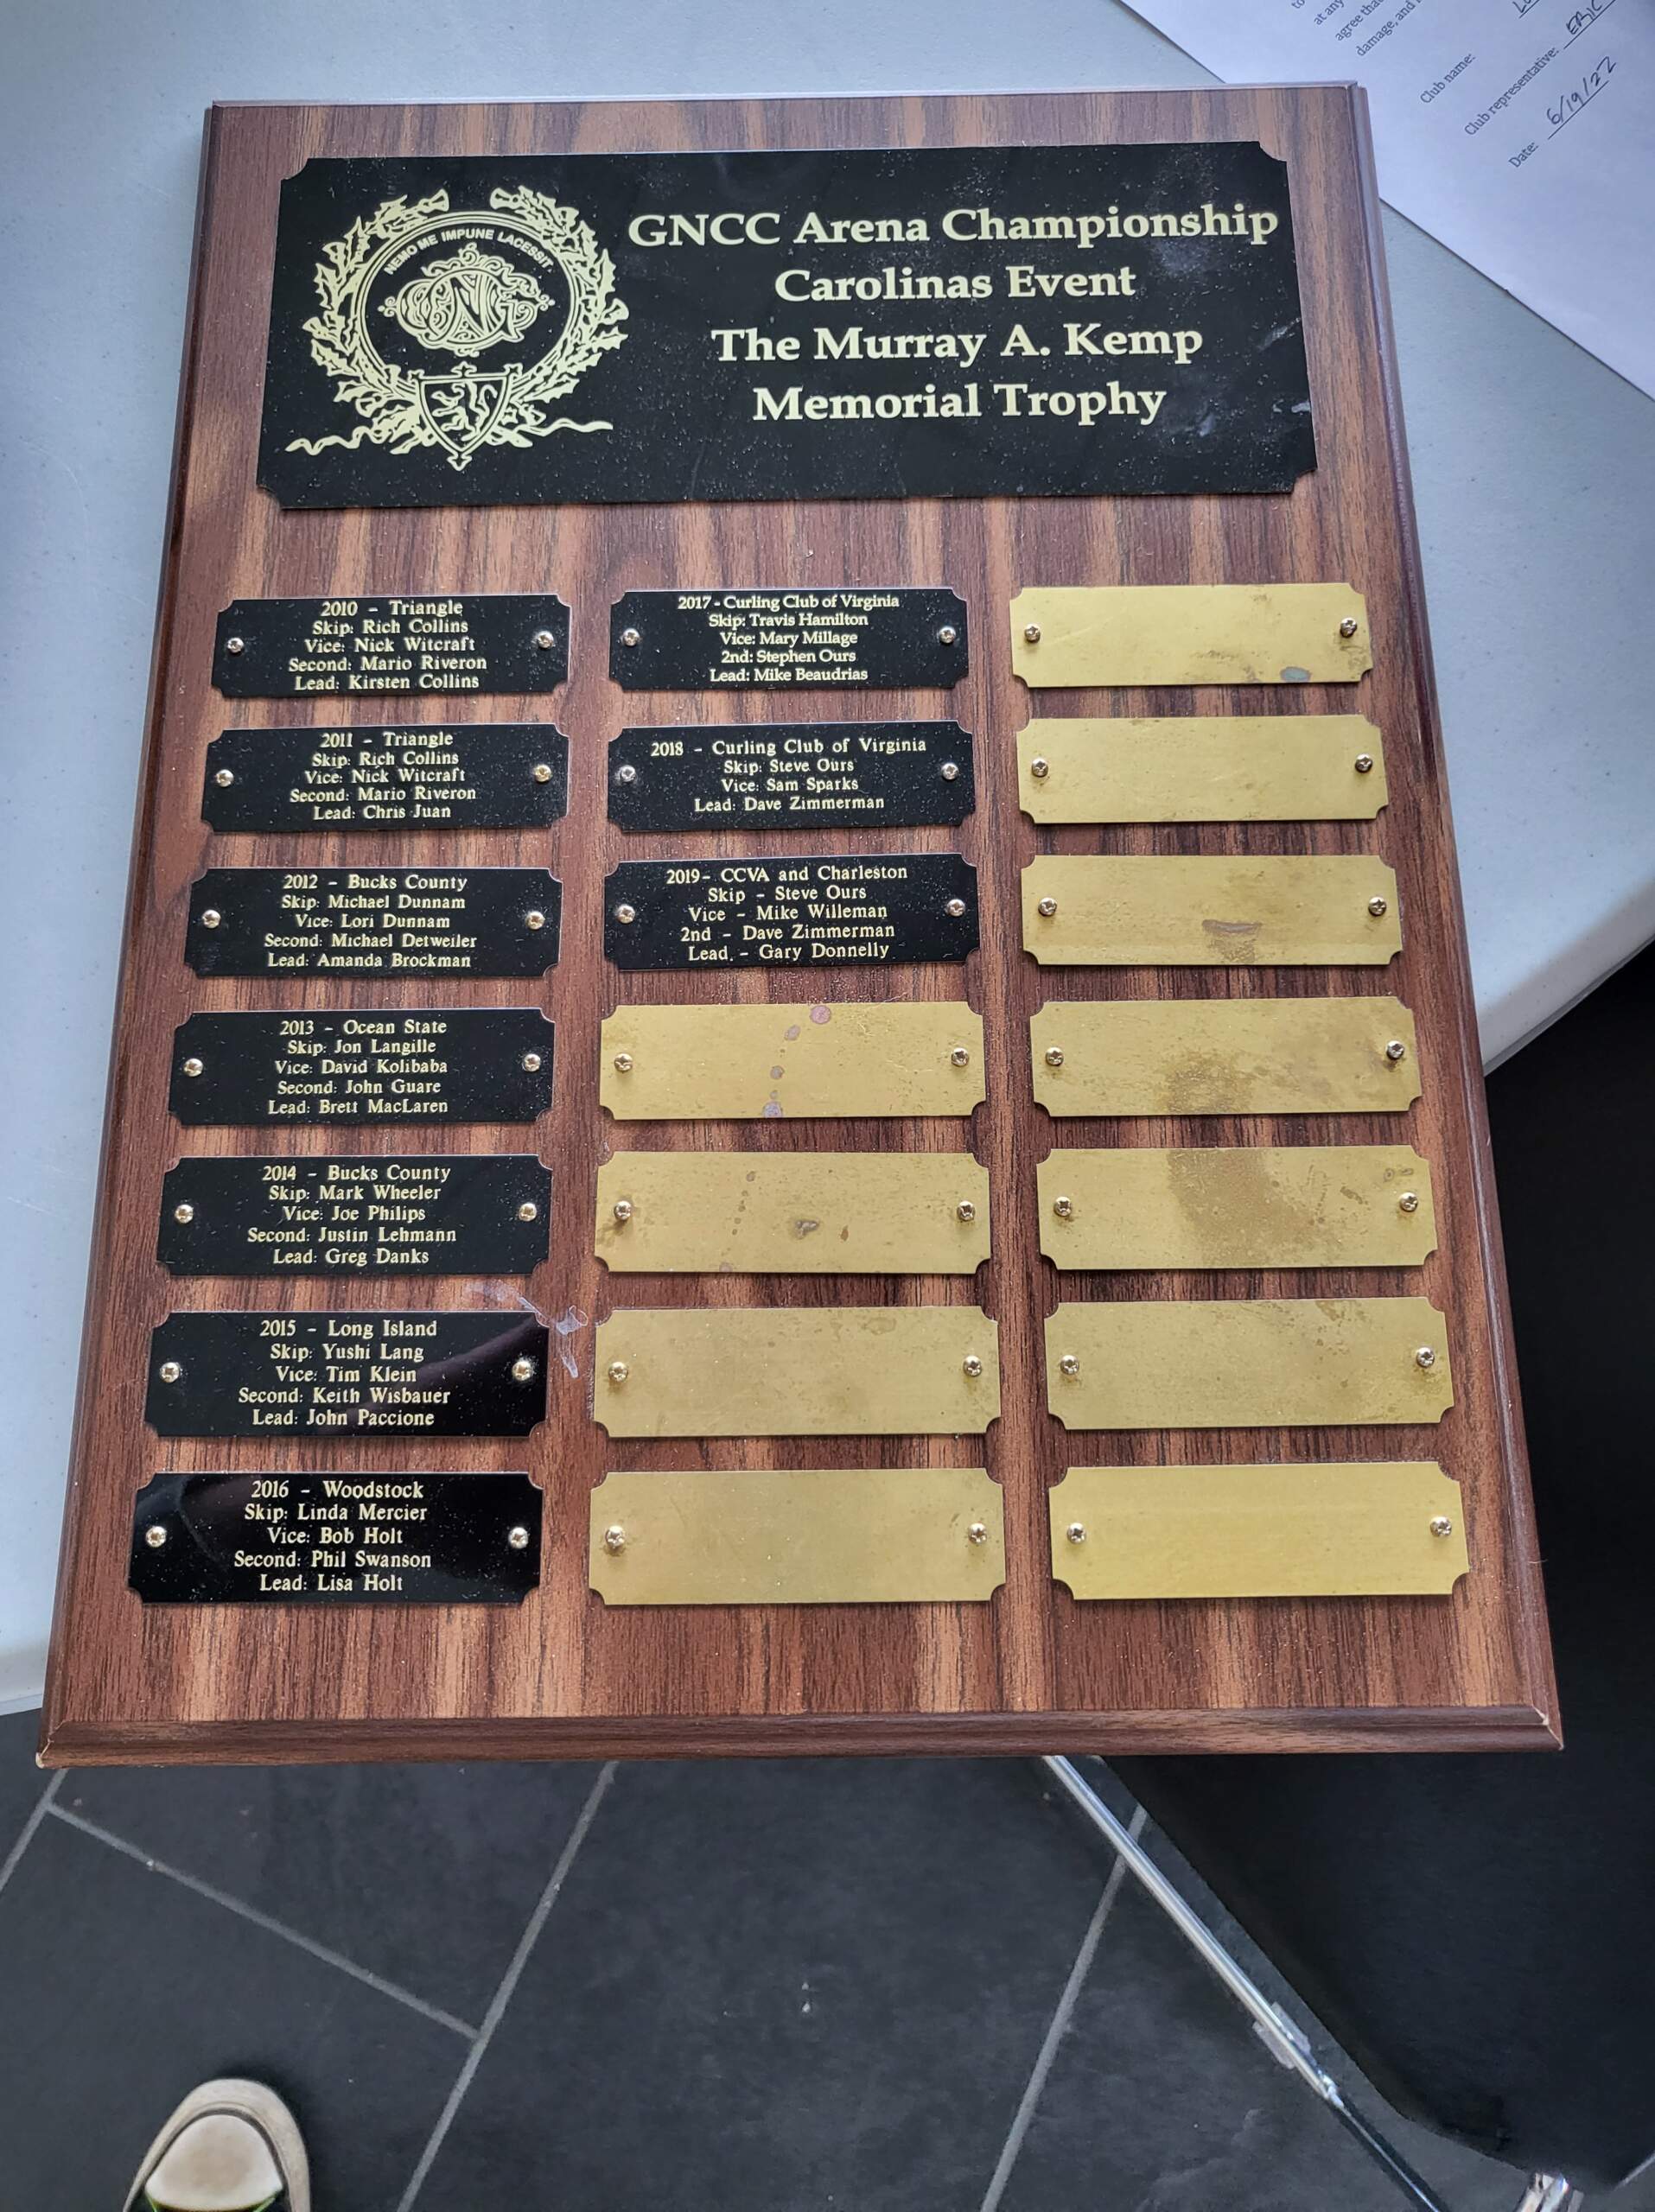 to
at any
agree that
damage, and
Club name:
Club representative: ERIC
Date: 6/19/22
NEMO ME IMPUNE LACESSIT
GNCC Arena Championship
Carolinas Event
The Murray A. Kemp
Memorial Trophy
2010 - Triangle
Skip: Rich Collins
Vice: Nick Witcraft
Second: Mario Riveron
Lead: Kirsten Collins
2011 - Triangle
Skip: Rich Collins
Vice: Nick Witcraft
Second: Mario Riveron
Lead: Chris Juan
2012 - Bucks County
Skip: Michael Dunnam
Vice: Lori Dunnam
Second: Michael Detweiler
Lead: Amanda Brockman
2013 - Ocean State
Skip: Jon Langille
Vice: David Kolibaba
Second: John Guare
Lead: Brett MacLaren
2014 - Bucks County
Skip: Mark Wheeler
Vice: Joe Philips
Second: Justin Lehmann
Lead: Greg Danks
2015 - Long Island
Skip: Yushi Lang
Vice: Tim Klein
Second: Keith Wisbauer
Lead: John Paccione
2016 - Woodstock
Skip: Linda Mercier
Vice: Bob Holt
Second: Phil Swanson
Lead: Lisa Holt
2017 - Curling Club of Virginia
Skip: Travis Hamilton
Vice: Mary Millage
2nd: Stephen Ours
Lead: Mike Beaudrias
2018 - Curling Club of Virginia
Skip: Steve Ours
Vice: Sam Sparks
Lead: Dave Zimmerman
2019- CCVA and Charleston
Skip - Steve Ours
Vice - Mike Willeman
2nd - Dave Zimmerman
Lead. - Gary Donnelly